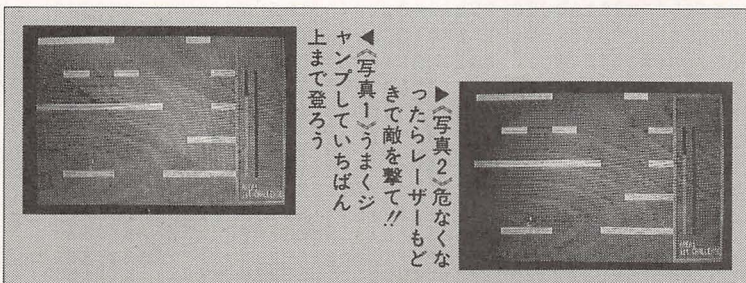 ▶《写真2》危なくな
ったらレーザーもど
きで敵を撃て!!
◀《写真1》うまくジ
ャンプしていちばん
上まで登ろう